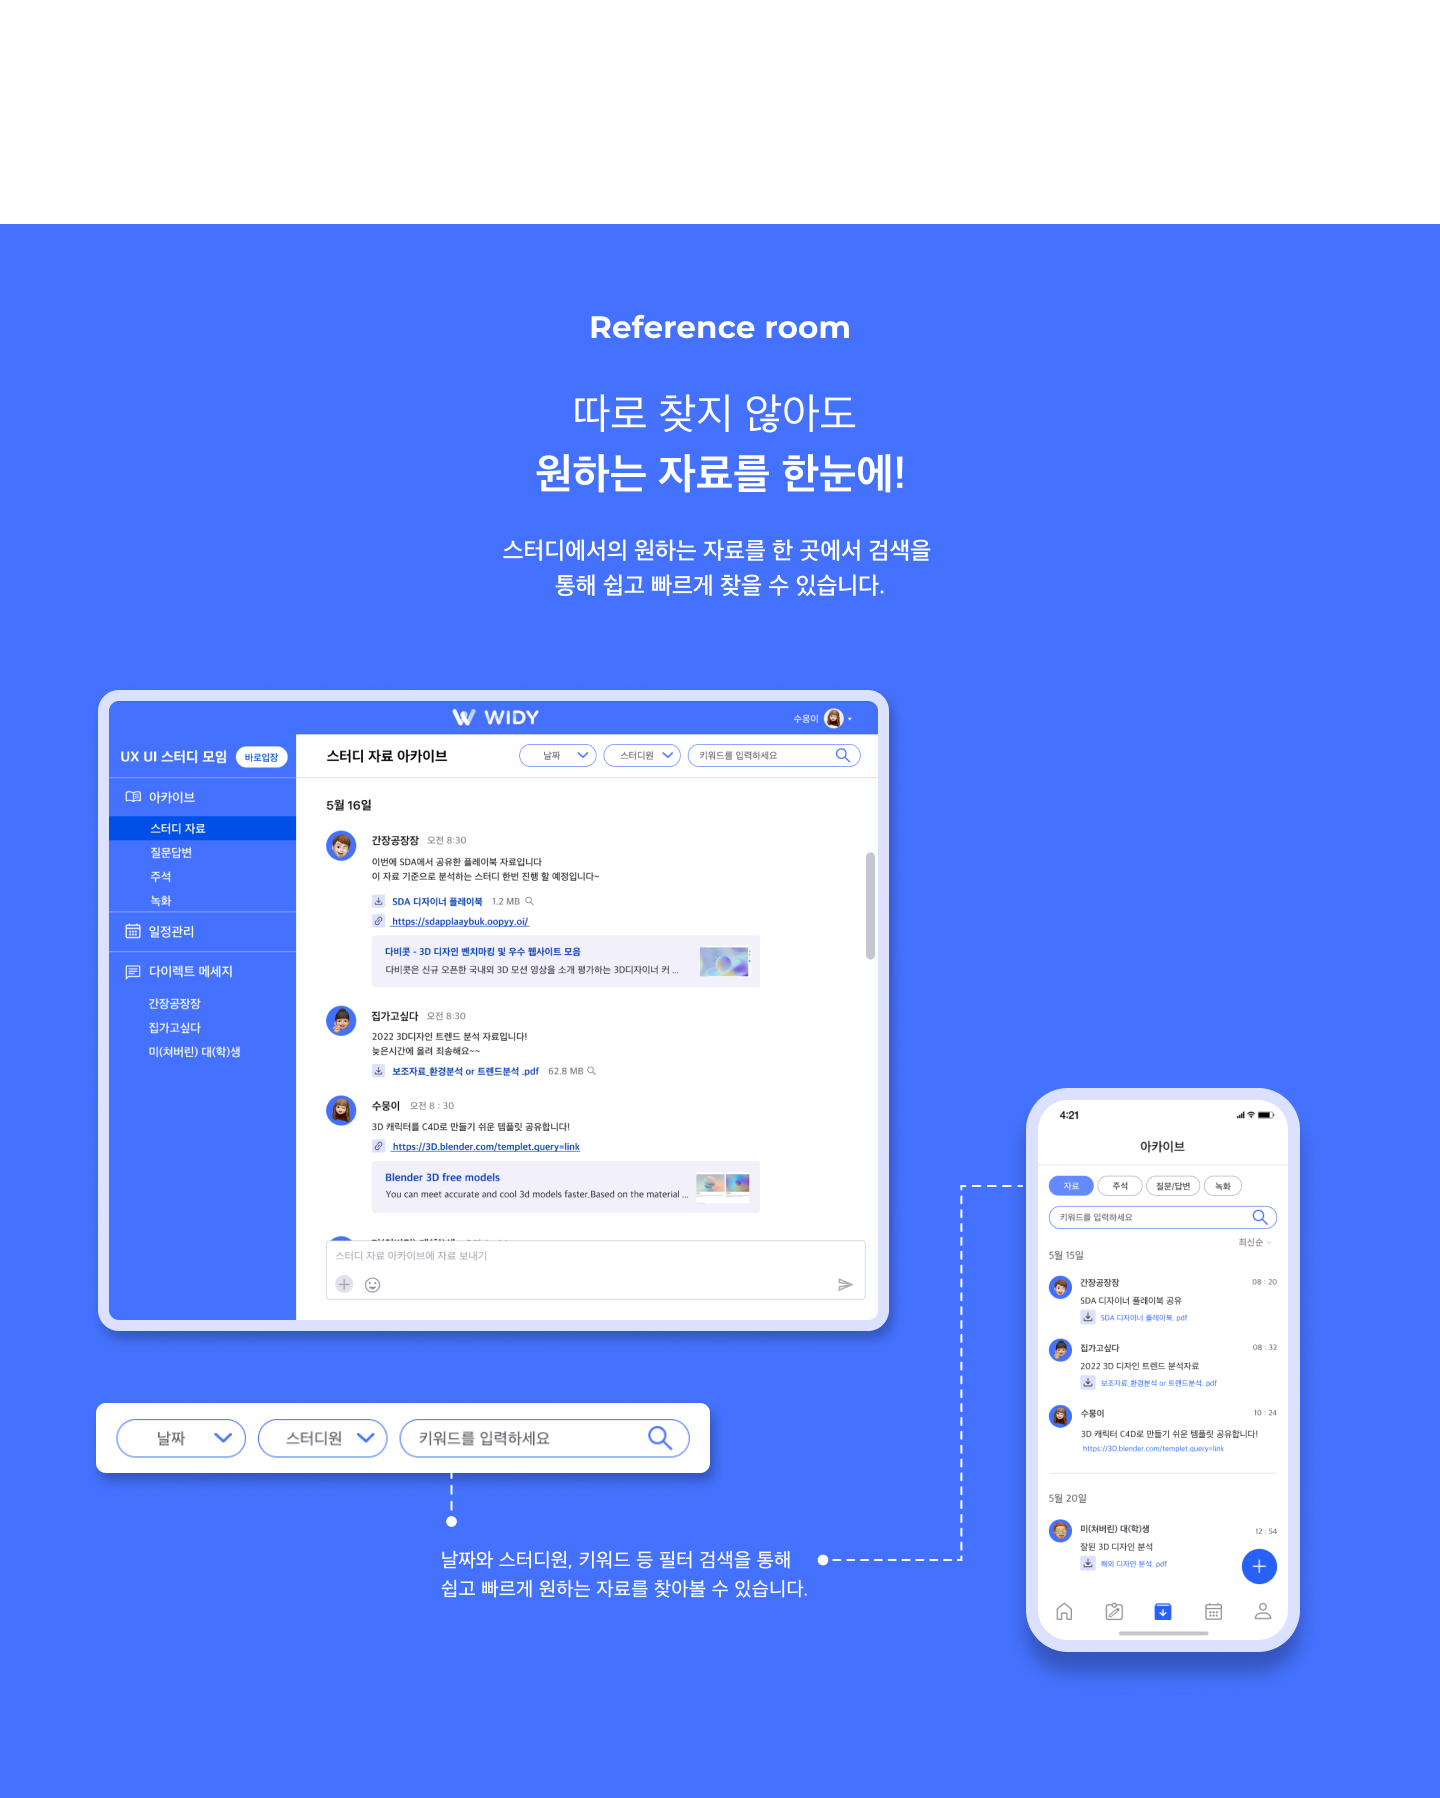 Reference room
따로 찾지 않아도
원하는 자료를 한눈에!
스터디에서의 원하는 자료를 한 곳에서 검색을
통해 쉽고 빠르게 찾을 수 있습니다.
WIDY
수뭉이
UX UI 스터디 모임
바로입장
아카이브
스터디 자료
질문답변
주석
녹화
일정관리
다이렉트 메세지
간장공장장
집가고싶다
미(쳐버린) 대(학)생
스터디 자료 아카이브
날짜
스터디원
키워드를 입력하세요
5월 16일
간장공장장 오전 8:30
이번에 SDA에서 공유한 플레이북 자료입니다
이 자료 기준으로 분석하는 스터디 한번 진행 할 예정입니다~
SDA 디자이너 플레이북 1.2 MB
https://sdapplaaybuk.oopyy.oi/
다비콧 - 3D 디자인 벤치마킹 및 우수 웹사이트 모음
다비콧은 신규 오픈한 국내외 3D 모션 영상을 소개 평가하는 3D디자이너 커 ...
집가고싶다 오전 8:30
2022 3D디자인 트렌드 분석 자료입니다!
늦은시간에 올려 죄송해요~~
보조자료_환경분석 or 트렌드분석 .pdf 62.8 MB
수뭉이 오전 8 : 30
3D 캐릭터를 C4D로 만들기 쉬운 템플릿 공유합니다!
https://3D.blender.com/templet.query=link
Blender 3D free models
You can meet accurate and cool 3d models faster.Based on the material ...
스터디 자료 아카이브에 자료 보내기
날짜
스터디원
키워드를 입력하세요
날짜와 스터디원, 키워드 등 필터 검색을 통해
쉽고 빠르게 원하는 자료를 찾아볼 수 있습니다.
4:21
아카이브
자료
주석
질문/답변
녹화
키워드를 입력하세요
최신순
5월 15일
간장공장장 08 : 20
SDA 디자이너 플레이북 공유
SDA 디자이너 플레이북. pdf
집가고싶다 08 : 32
2022 3D 디자인 트렌드 분석자료
보조자료_환경분석 or 트랜드분석. pdf
수뭉이 10 : 24
3D 캐릭터 C4D로 만들기 쉬운 템플릿 공유합니다!
https://3D.blender.com/templet.query=link
5월 20일
미(쳐버린) 대(학)생 12 : 54
잘된 3D 디자인 분석
해외 디자인 분석. pdf